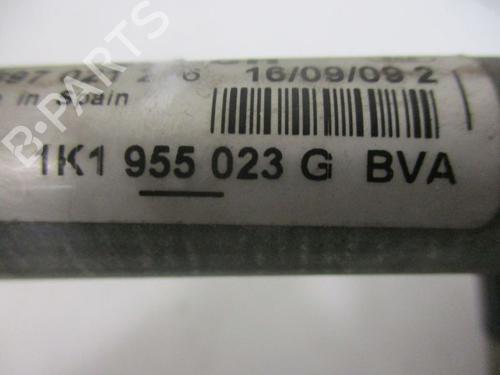 16/09/09 2
in Spain
1K1 955 023 G BVA
B-PARTS